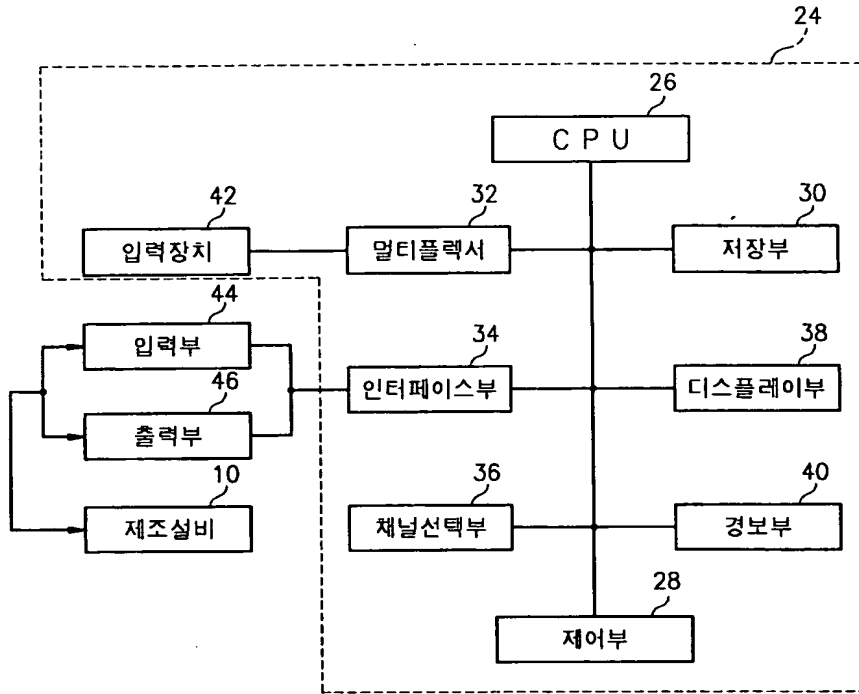 24
26
CPU
42
입력장치
32
멀티플렉서
30
저장부
44
입력부
34
인터페이스부
38
디스플레이부
46
출력부
10
제조설비
36
채널선택부
40
경보부
28
제어부